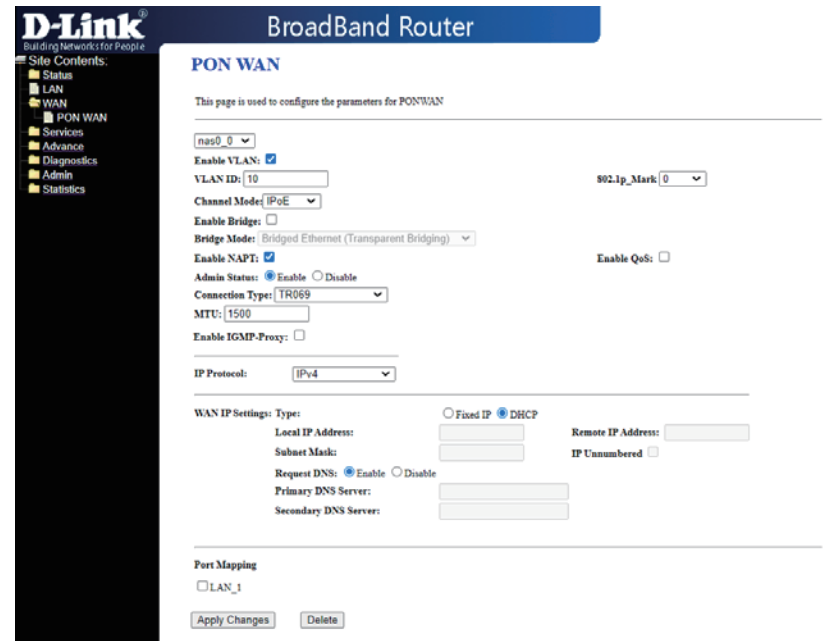 D-Link®
Building Networks for People
BroadBand Router
Site Contents:
Status
LAN
WAN
PON WAN
Services
Advance
Diagnostics
Admin
Statistics
PON WAN
This page is used to configure the parameters for PONWAN
nas0_0
Enable VLAN:
VLAN ID: 10 802.1p_Mark 0
Channel Mode: IPoE
Enable Bridge:
Bridge Mode: Bridged Ethernet (Transparent Bridging)
Enable NAPT: Enable QoS:
Admin Status: Enable Disable
Connection Type: TR069
MTU: 1500
Enable IGMP-Proxy:
IP Protocol: IPv4
WAN IP Settings: Type: Fixed IP DHCP
Local IP Address: Remote IP Address:
Subnet Mask: IP Unnumbered
Request DNS: Enable Disable
Primary DNS Server:
Secondary DNS Server:
Port Mapping
LAN_1
Apply Changes Delete